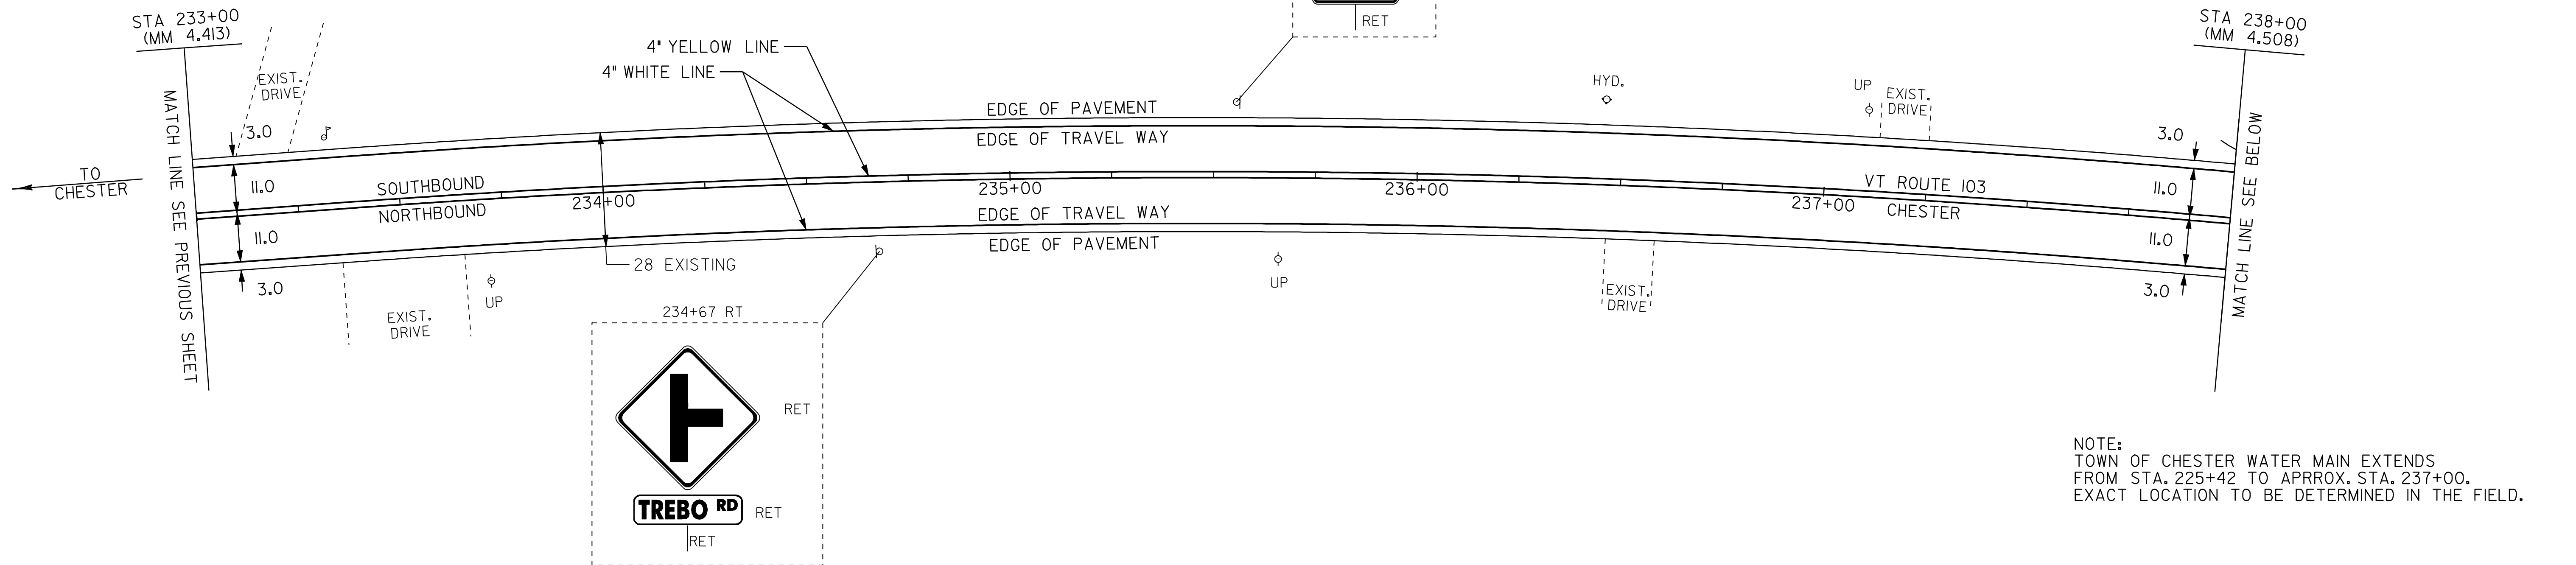 STA 233+00
(MM 4.413)
MATCH LINE SEE PREVIOUS SHEET
TO
CHESTER
EXIST.
DRIVE
3.0
11.0
11.0
3.0
4" YELLOW LINE
4" WHITE LINE
RET
HYD.
UP
EXIST.
DRIVE
STA 238+00
(MM 4.508)
MATCH LINE SEE BELOW
3.0
11.0
11.0
3.0
EDGE OF PAVEMENT
EDGE OF TRAVEL WAY
SOUTHBOUND
NORTHBOUND
234+00
235+00
236+00
237+00
VT ROUTE 103
CHESTER
EDGE OF TRAVEL WAY
EDGE OF PAVEMENT
28 EXISTING
EXIST.
DRIVE
UP
UP
EXIST.
DRIVE
234+67 RT
RET
TREBO RD
RET
RET
NOTE:
TOWN OF CHESTER WATER MAIN EXTENDS
FROM STA. 225+42 TO APRROX. STA. 237+00.
EXACT LOCATION TO BE DETERMINED IN THE FIELD.